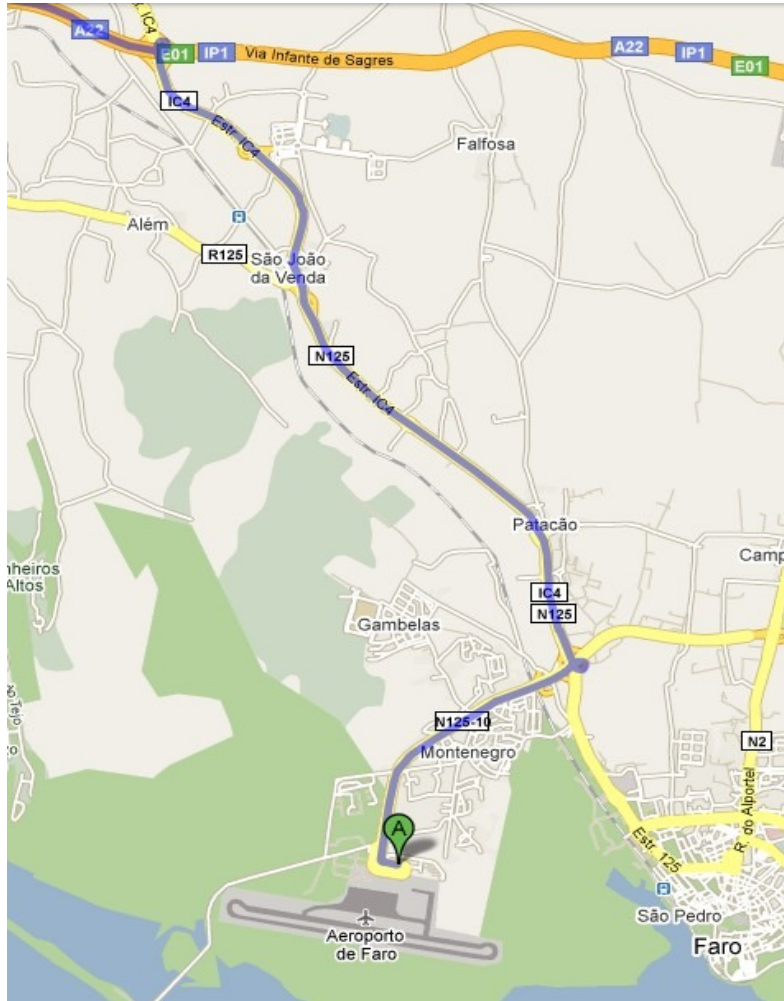 A22
E01
IP1
Via Infante de Sagres
A22
IP1
E01
IC4
Estr. IC4
Falfosa
Além
R125
São João
da Venda
N125
Estr. IC4
Patacão
Camp
IC4
N125
nheiros
Altos
Gambelas
N125-10
Montenegro
N2
R. do Alportel
A
Estr. 125
São Pedro
Faro
Aeroporto
de Faro